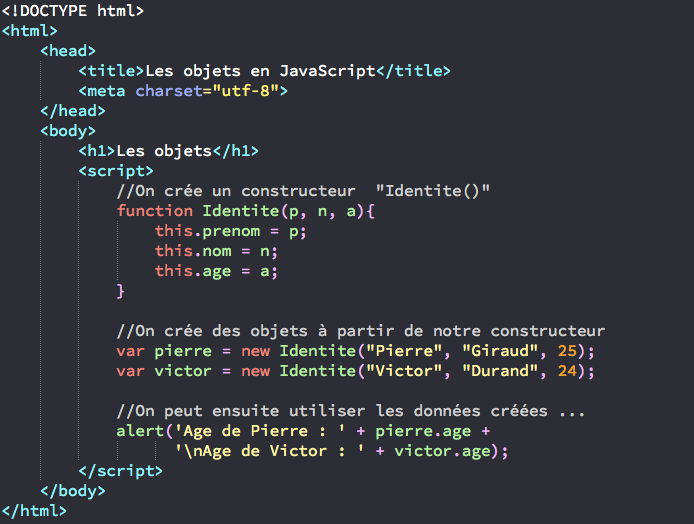 <!DOCTYPE html>
<html>
    <head>
        <title>Les objets en JavaScript</title>
        <meta charset="utf-8">
    </head>
    <body>
        <h1>Les objets</h1>
        <script>
            //On crée un constructeur  "Identite()"
            function Identite(p, n, a){
                this.prenom = p;
                this.nom = n;
                this.age = a;
            }

            //On crée des objets à partir de notre constructeur
            var pierre = new Identite("Pierre", "Giraud", 25);
            var victor = new Identite("Victor", "Durand", 24);

            //On peut ensuite utiliser les données créées ...
            alert('Age de Pierre : ' + pierre.age +
                  '\nAge de Victor : ' + victor.age);
        </script>
    </body>
</html>